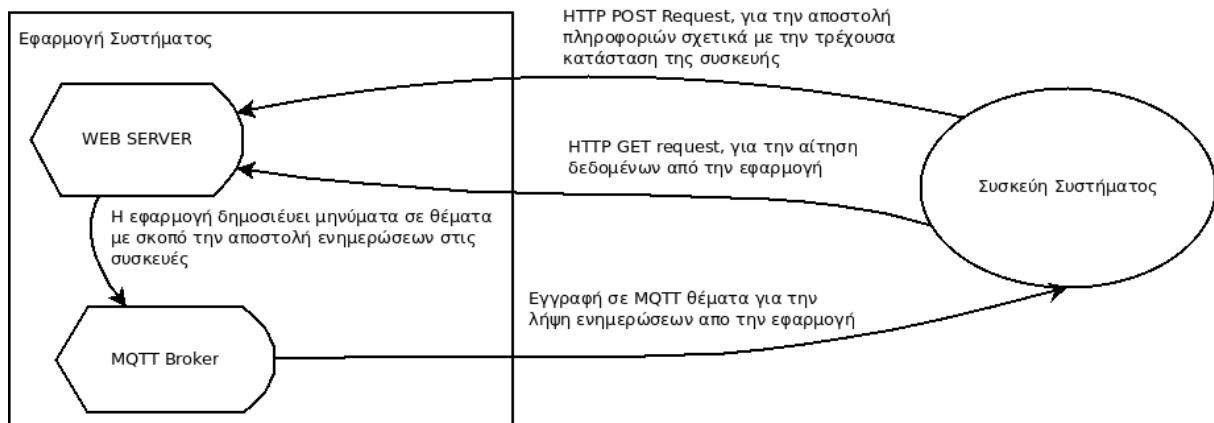 HTTP POST Request, για την αποστολή
πληροφοριών σχετικά με την τρέχουσα
κατάσταση της συσκευής
Εφαρμογή Συστήματος
WEB SERVER
HTTP GET request, για την αίτηση
δεδομένων από την εφαρμογή
Συσκεύη Συστήματος
Η εφαρμογή δημοσιέυει μηνύματα σε θέματα
με σκοπό την αποστολή ενημερώσεων στις
συσκευές
Εγγραφή σε MQTT θέματα για την
λήψη ενημερώσεων απο την εφαρμογή
MQTT Broker